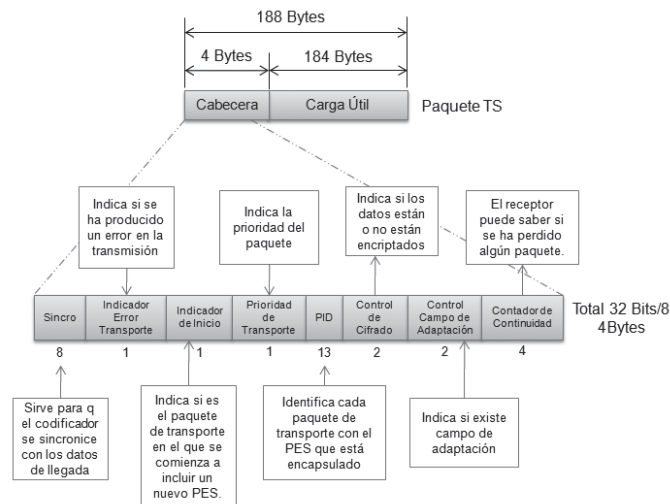 188 Bytes
4 Bytes
184 Bytes
Cabecera
Carga Útil
Paquete TS
Indica si se
ha producido
un error en la
transmisión
Indica la
prioridad del
paquete
Indica si los
datos están
o no están
encriptados
El receptor
puede saber si
se ha perdido
algún paquete.
Sincro
Indicador
Error
Transporte
Indicador
de Inicio
Prioridad
de
Transporte
PID
Control
de
Cifrado
Control
Campo de
Adaptación
Contador de
Continuidad
Total 32 Bits/8
4Bytes
8
1
1
1
13
2
2
4
Sirve para q
el codificador
se sincronice
con los datos
de llegada
Indica si es
el paquete
de transporte
en el que se
comienza a
incluir un
nuevo PES.
Identifica cada
paquete de
transporte con el
PES que está
encapsulado
Indica si existe
campo de
adaptación